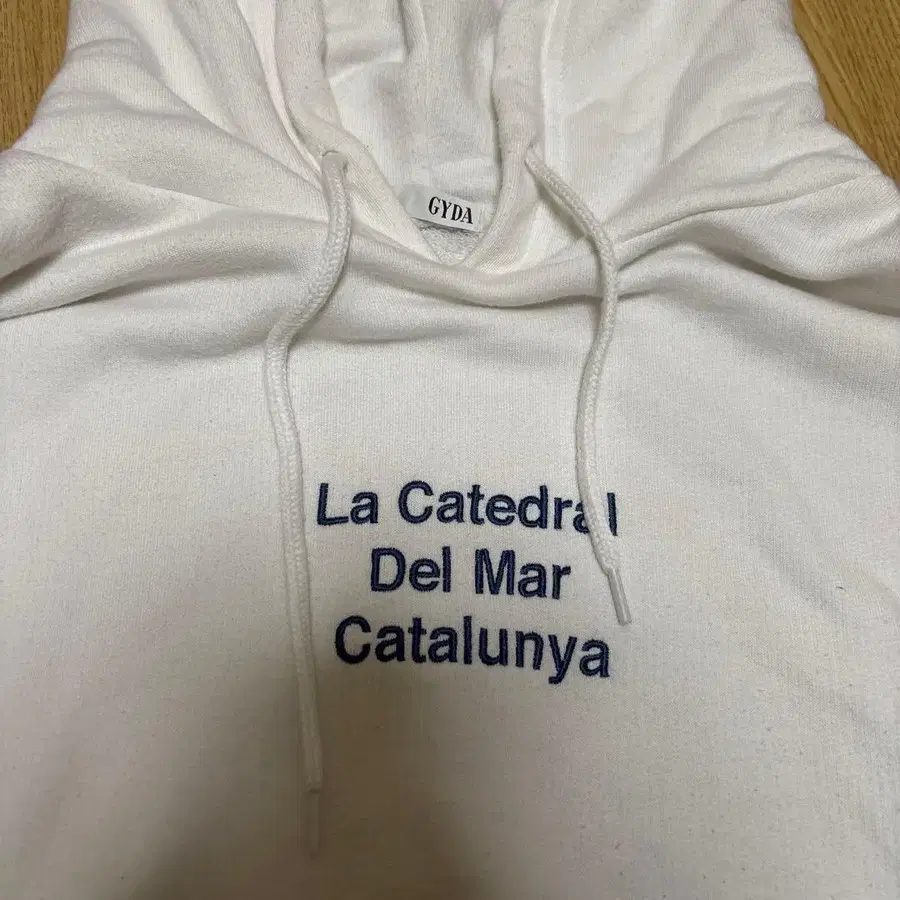 GYDA
La Catedral
Del Mar
Catalunya